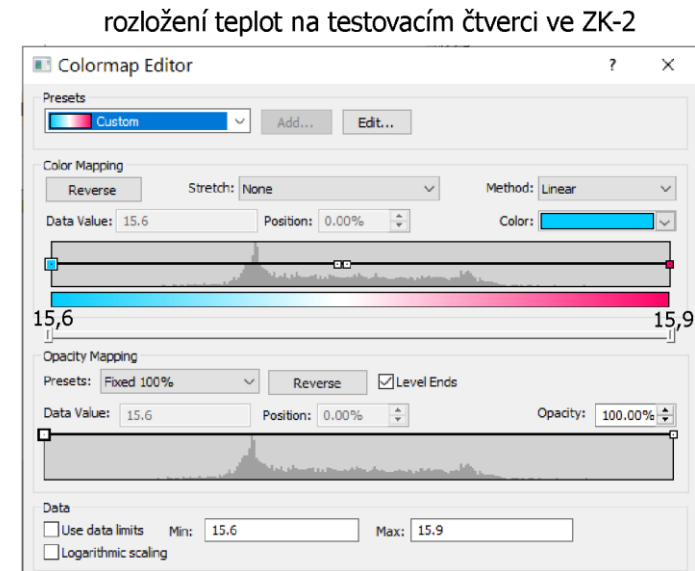 rozložení teplot na testovacím čtverci ve ZK-2
Colormap Editor ? ×
Presets
Custom Add... Edit...
Color Mapping
Reverse Stretch: None Method: Linear
Data Value: 15.6 Position: 0.00% Color:
15,6 15,9
Opacity Mapping
Presets: Fixed 100% Reverse Level Ends
Data Value: 15.6 Position: 0.00% Opacity: 100.00%
Data
Use data limits Min: 15.6 Max: 15.9
Logarithmic scaling